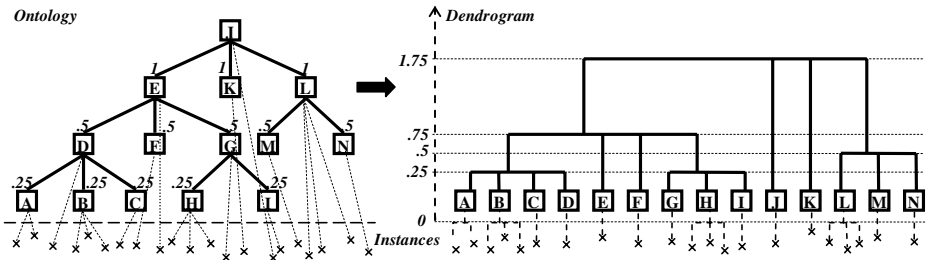 Ontology
J
1 1 1
E K L
.5 .5 .5 .5 .5
D F G M N
.25 .25 .25 .25 .25
A B C H I
Dendrogram
1.75
.75
.5
.25
A B C D E F G H I J K L M N
0
Instances